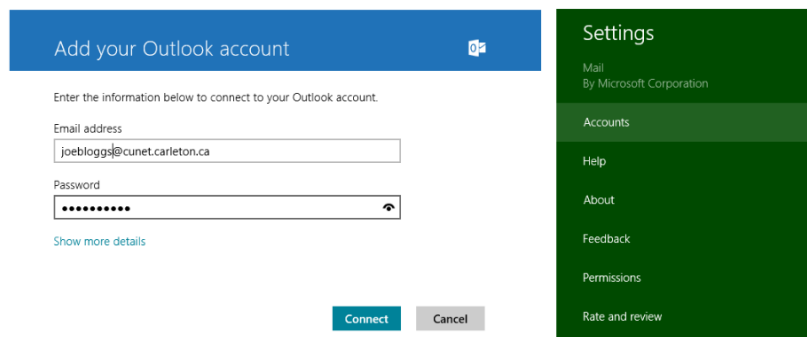 Add your Outlook account
Enter the information below to connect to your Outlook account.
Email address
joebloggs@cunet.carleton.ca
Password
••••••••••
Show more details
Connect
Cancel
Settings
Mail
By Microsoft Corporation
Accounts
Help
About
Feedback
Permissions
Rate and review